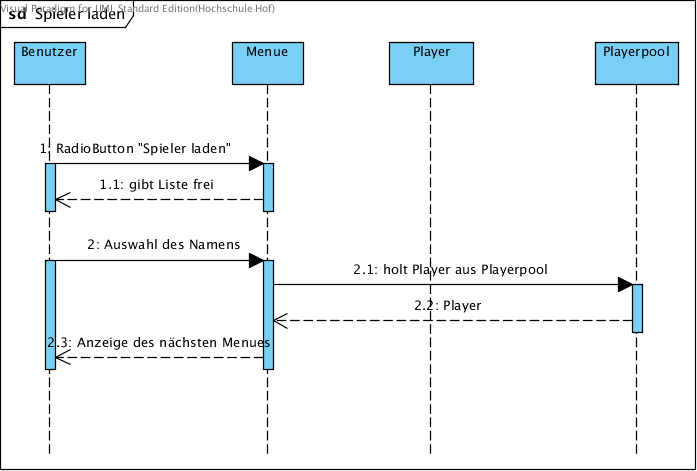 Visual Paradigm for UML Standard Edition(Hochschule Hof)
sd Spieler laden
Benutzer Menue Player Playerpool
1: RadioButton "Spieler laden"
1.1: gibt Liste frei
2: Auswahl des Namens
2.1: holt Player aus Playerpool
2.2: Player
2.3: Anzeige des nächsten Menues